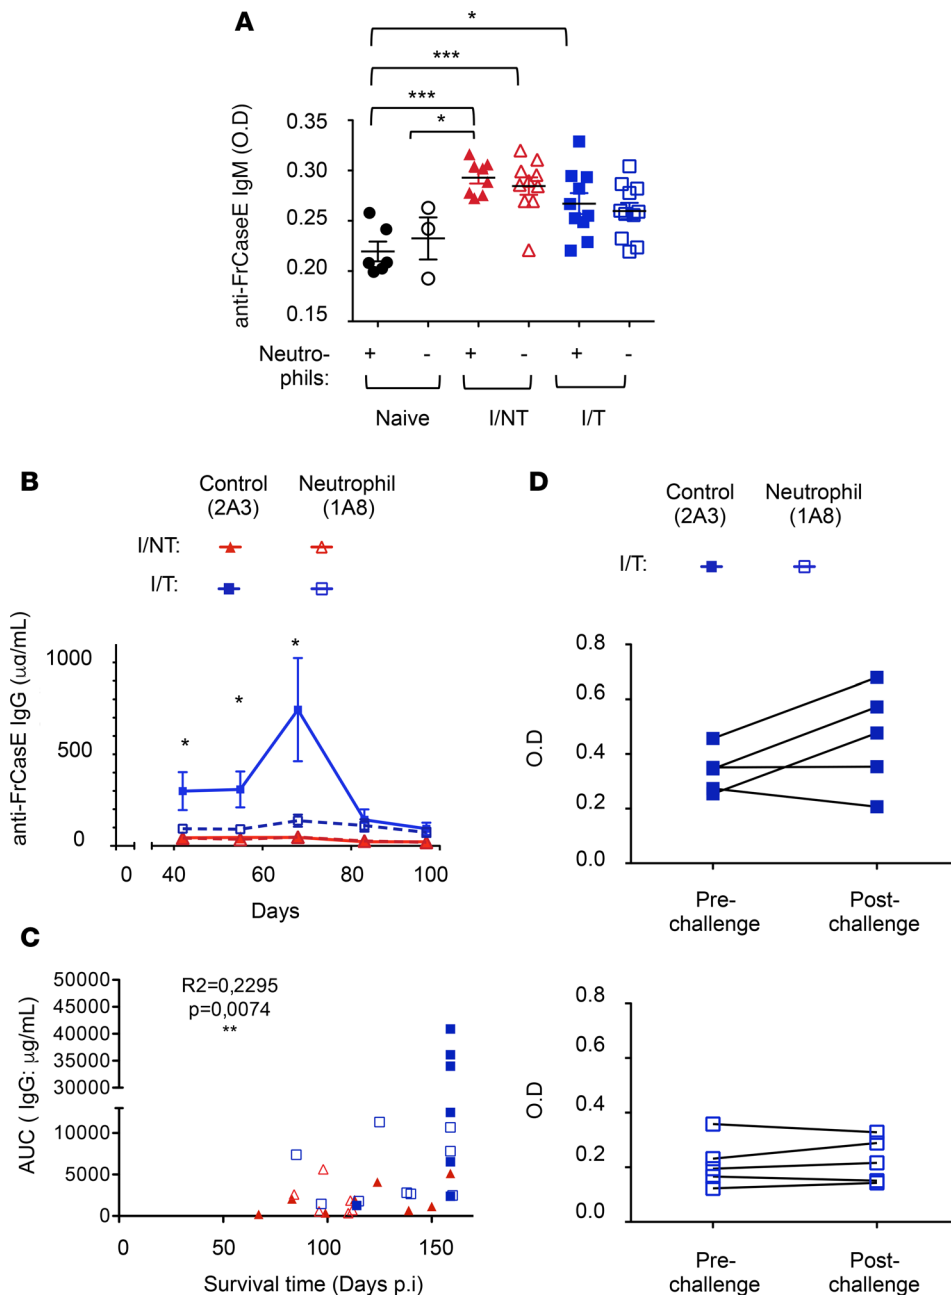 A
*
***
***
*
anti-FrCaseE IgM (O.D)
0.35
0.30
0.25
0.20
0.15
Neutro-
phils:
+ - + - + -
Naive I/NT I/T
B
Control
(2A3)
Neutrophil
(1A8)
I/NT:
I/T:
anti-FrCasE IgG (µg/mL)
1000
500
0
* * *
0 40 60 80 100
Days
C
R2=0,2295
p=0,0074
**
AUC ( IgG: µg/mL)
50000
45000
40000
35000
30000
10000
5000
0
0 50 100 150
Survival time (Days p.i)
D
Control
(2A3)
Neutrophil
(1A8)
I/T:
O.D
0.8
0.6
0.4
0.2
0.0
Pre-
challenge
Post-
challenge
O.D
0.8
0.6
0.4
0.2
0.0
Pre-
challenge
Post-
challenge